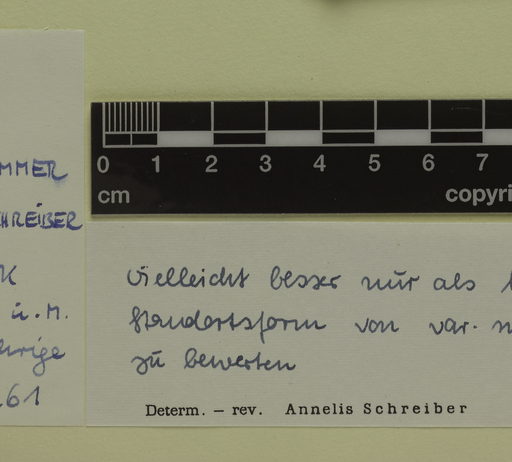 0 1 2 3 4 5 6 7
cm copyri
MMER
HREIBER
K
ü. M.
61
vielleicht besser nur als
Standortsform von var.
zu bewerten
Determ. – rev. Annelis Schreiber